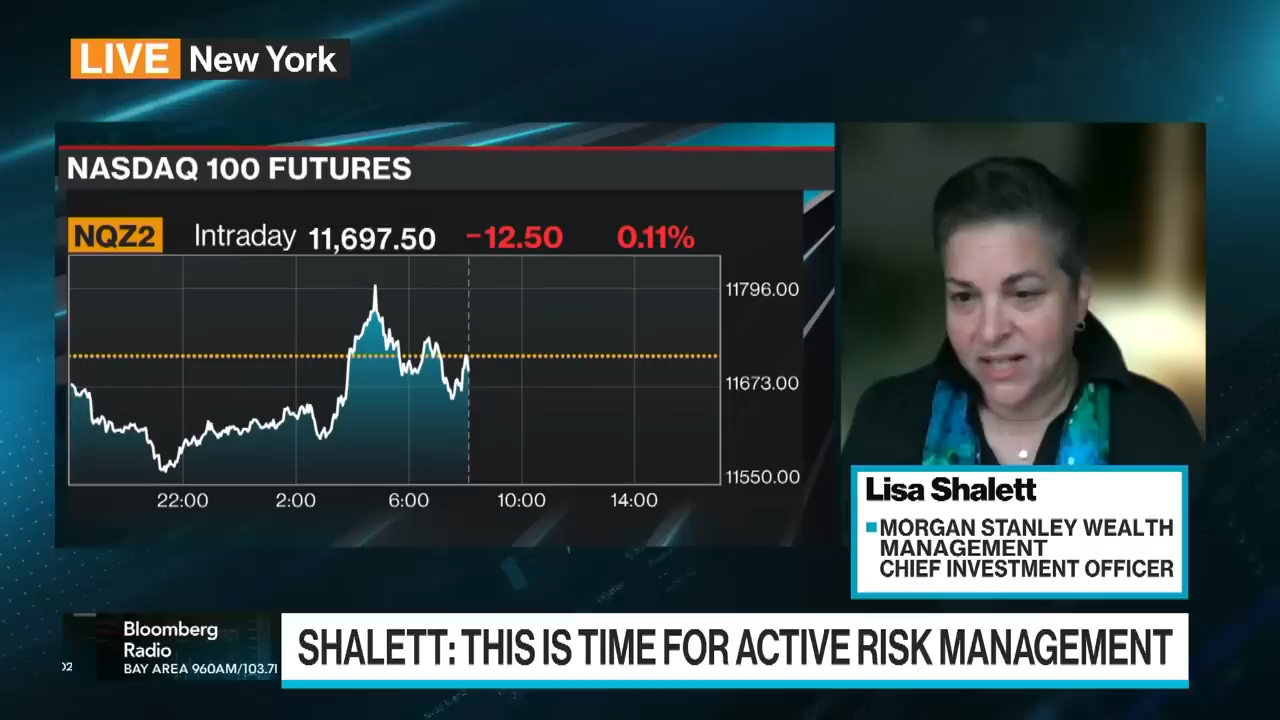 LIVE New York
NASDAQ 100 FUTURES
NQZ2 Intraday 11,697.50 -12.50 0.11%
11796.00
11673.00
11550.00
22:00 2:00 6:00 10:00 14:00
Lisa Shalett
MORGAN STANLEY WEALTH
MANAGEMENT
CHIEF INVESTMENT OFFICER
Bloomberg
Radio
BAY AREA 960AM/103.71
SHALETT: THIS IS TIME FOR ACTIVE RISK MANAGEMENT